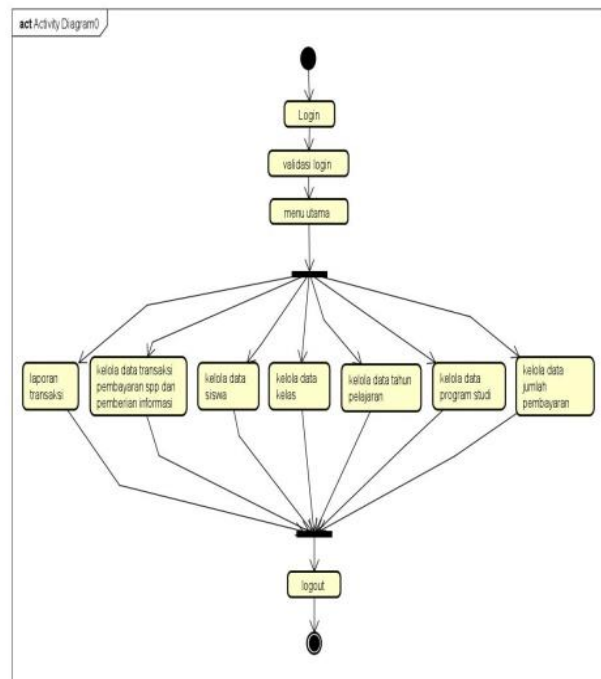 act Activity Diagram0
Login
validasi login
menu utama
laporan
transaksi
kelola data transaksi
pembayaran spp dan
pemberian informasi
kelola data
siswa
kelola data
kelas
kelola data tahun
pelajaran
kelola data
program studi
kelola data
jumlah
pembayaran
logout